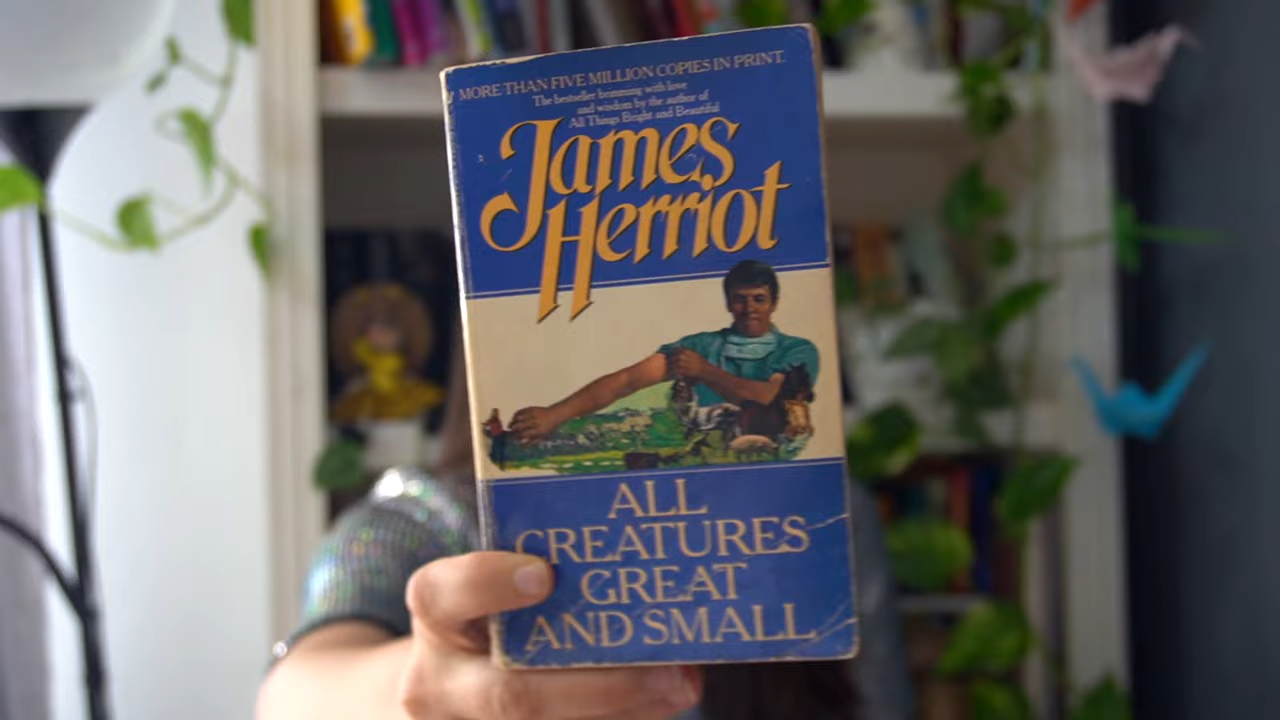 MORE THAN FIVE MILLION COPIES IN PRINT.
The bestseller brimming with love
and wisdom by the author of
All Things Bright and Beautiful
James
Herriot
ALL
CREATURES
GREAT
AND SMALL